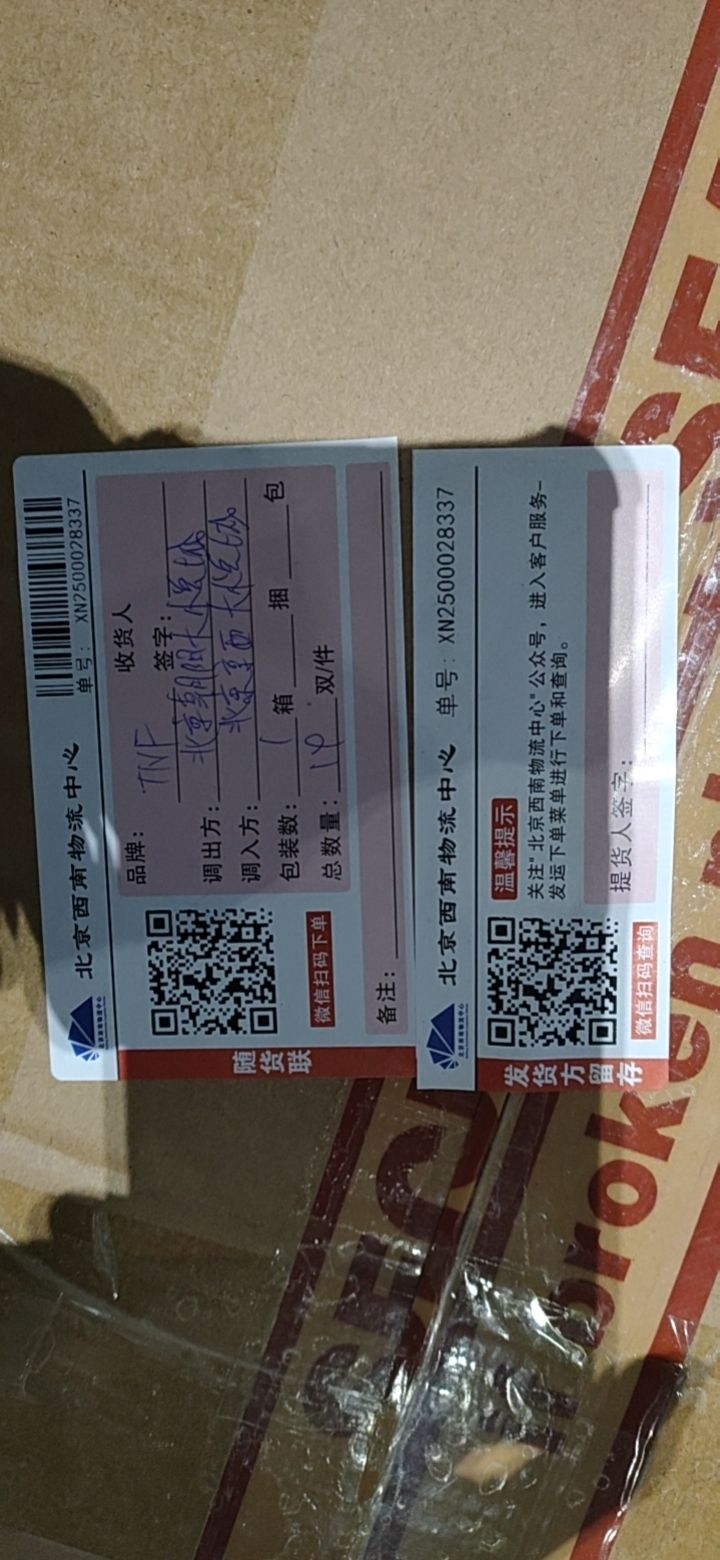 北京西南物流中心 单号: XN2500028337
品牌: TNF 收货人
签字:
调出方: 北京朝阳大悦城
调入方: 北京京西大悦城
包装数: 1 箱 捆 包
总数量: 19 双/件
微信扫码下单
备注:
随货联
北京西南物流中心 单号: XN2500028337
温馨提示
关注"北京西南物流中心"公众号，进入客户服务-
发运下单菜单进行下单和查询。
提货人签字:
微信扫码查询
发货方留存
broken